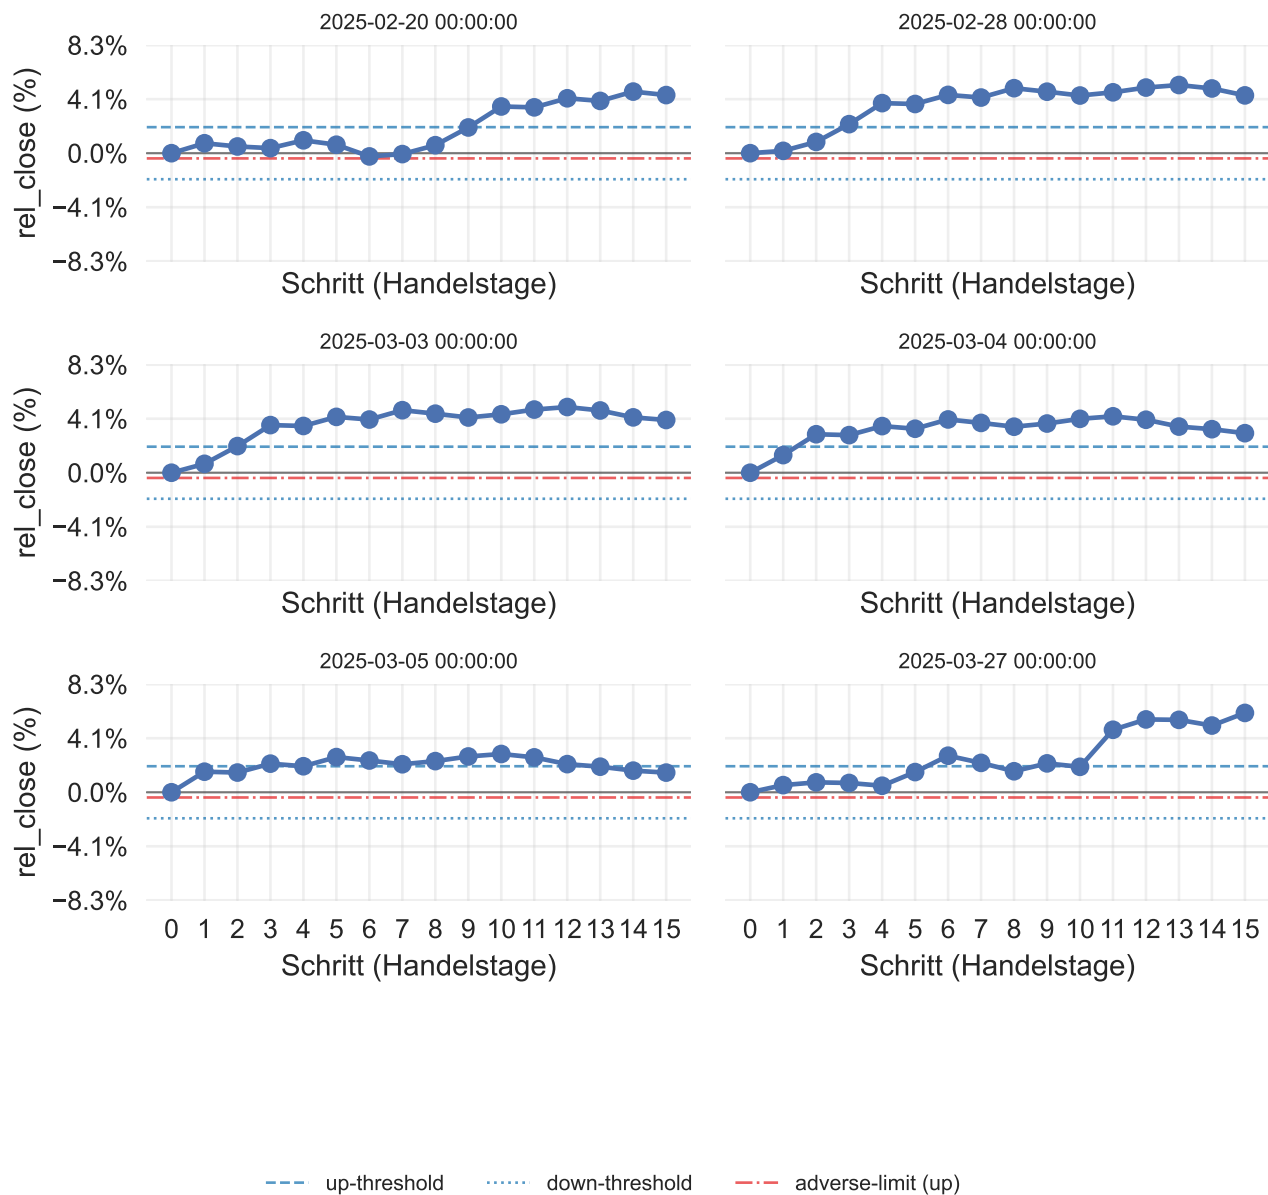 2025-02-20 00:00:00
2025-02-28 00:00:00
8.3%
4.1%
0.0%
−4.1%
−8.3%
rel_close (%)
Schritt (Handelstage)
Schritt (Handelstage)
2025-03-03 00:00:00
2025-03-04 00:00:00
8.3%
4.1%
0.0%
−4.1%
−8.3%
rel_close (%)
Schritt (Handelstage)
Schritt (Handelstage)
2025-03-05 00:00:00
2025-03-27 00:00:00
8.3%
4.1%
0.0%
−4.1%
−8.3%
rel_close (%)
0 1 2 3 4 5 6 7 8 9 10 11 12 13 14 15
0 1 2 3 4 5 6 7 8 9 10 11 12 13 14 15
Schritt (Handelstage)
Schritt (Handelstage)
up-threshold down-threshold adverse-limit (up)